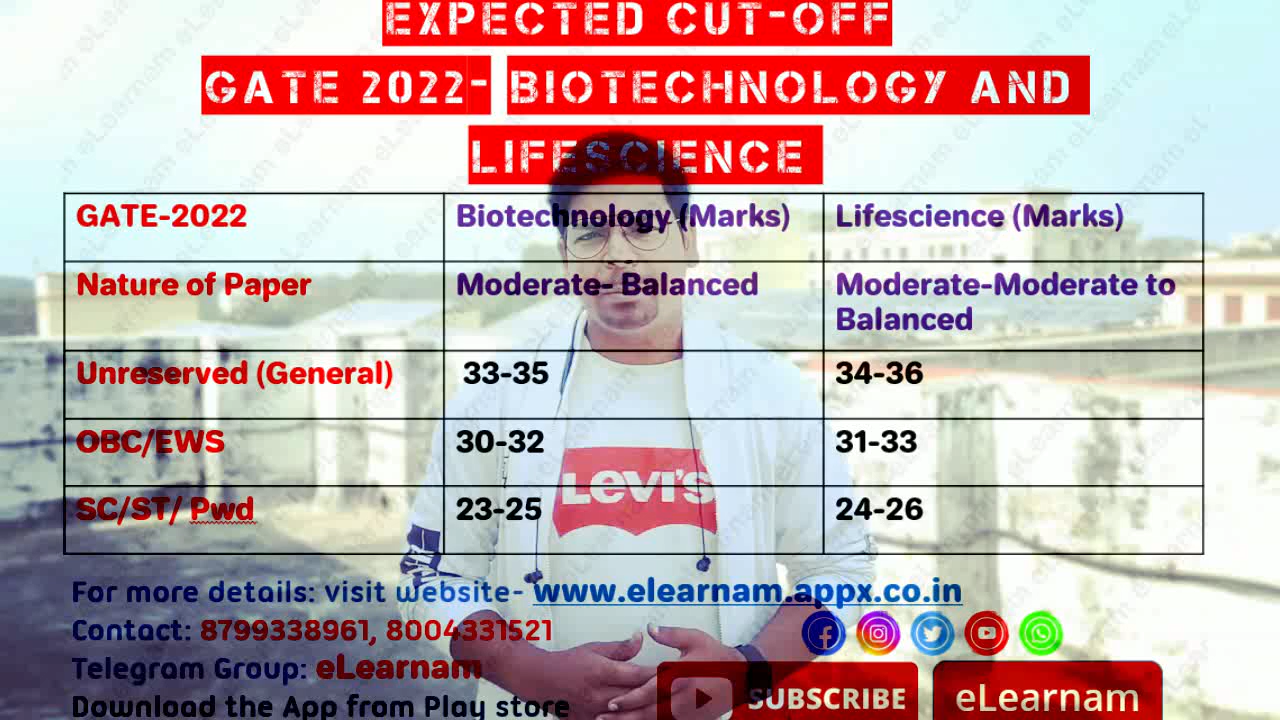 EXPECTED CUT-OFF
GATE 2022- BIOTECHNOLOGY AND
LIFESCIENCE
GATE-2022 Biotechnology (Marks) Lifescience (Marks)
Nature of Paper Moderate- Balanced Moderate-Moderate to
Balanced
Unreserved (General) 33-35 34-36
OBC/EWS 30-32 31-33
SC/ST/ Pwd 23-25 24-26
Levi's
For more details: visit website- www.elearnam.appx.co.in
Contact: 8799338961, 8004331521
Telegram Group: eLearnam
SUBSCRIBE eLearnam
Download the App from Play store